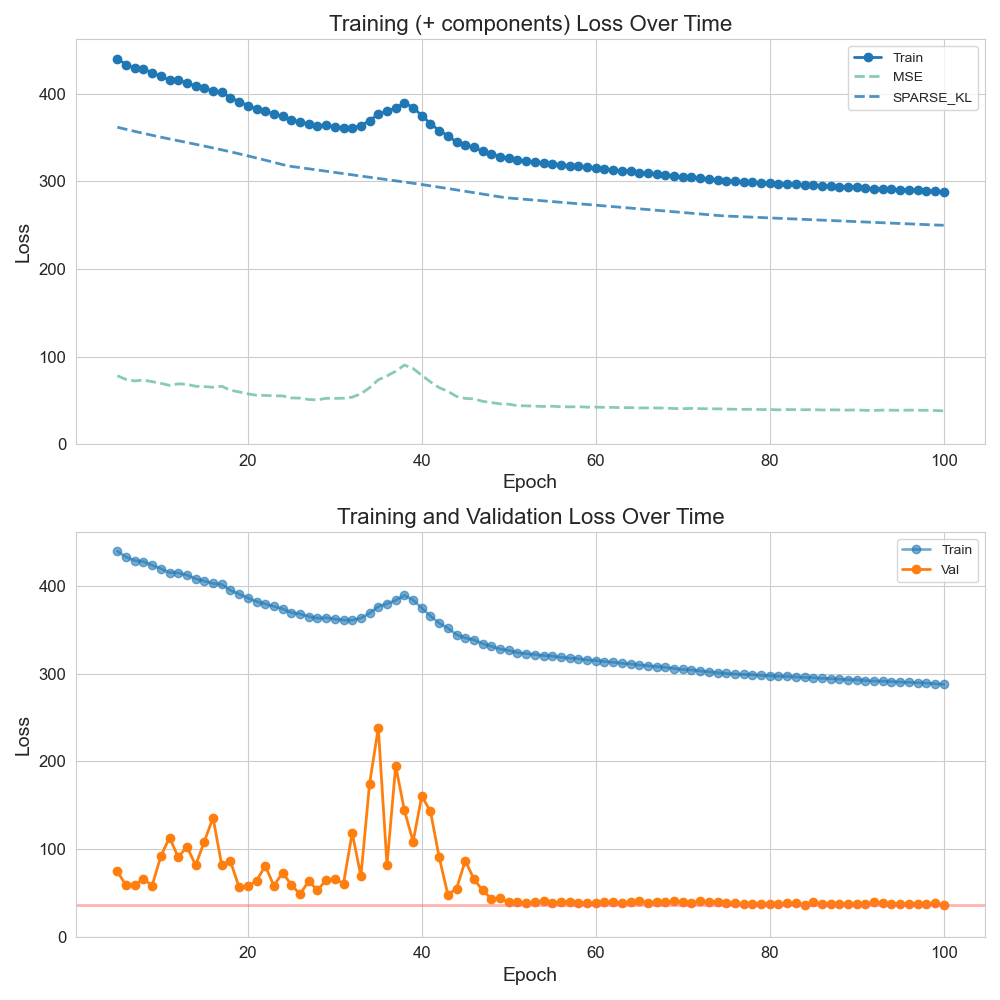 Training (+ components) Loss Over Time
Train
MSE
SPARSE_KL
400
300
200
100
0
Loss
20 40 60 80 100
Epoch
Training and Validation Loss Over Time
Train
Val
400
300
200
100
0
Loss
20 40 60 80 100
Epoch